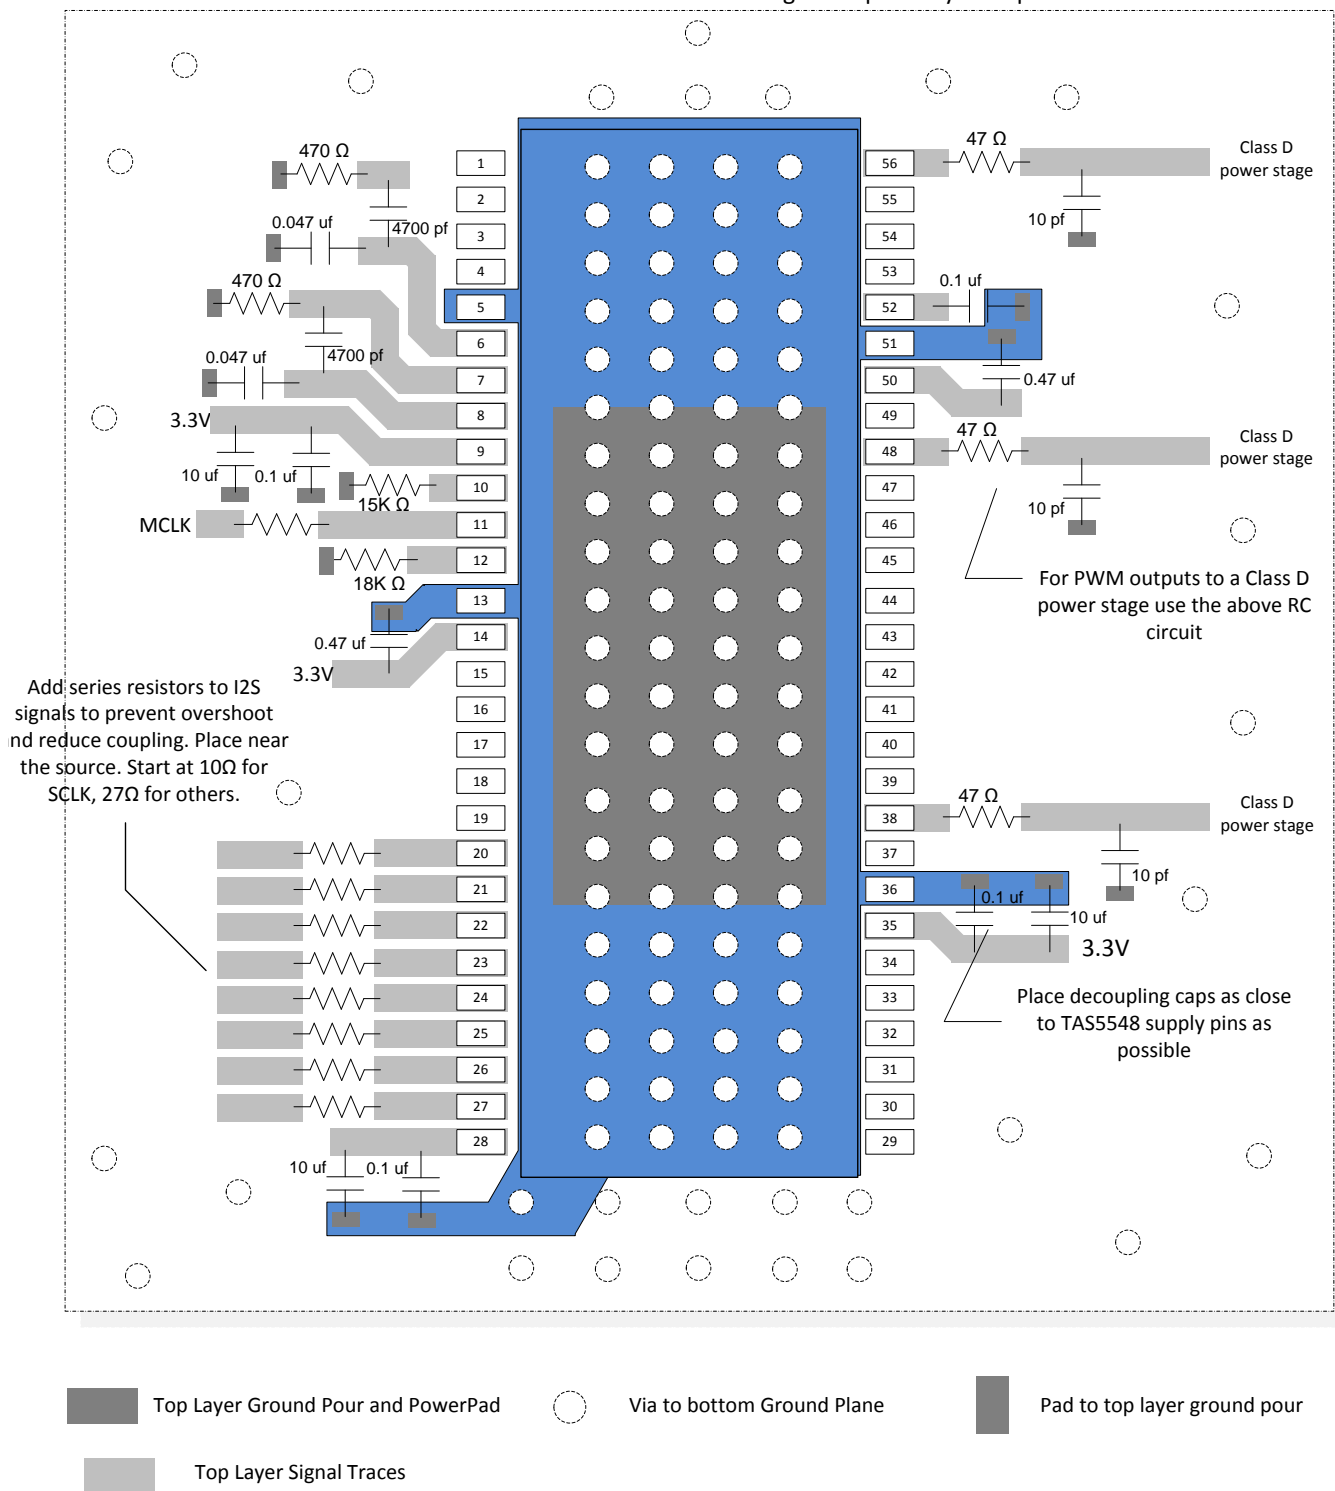 470 Ω
0.047 uf
4700 pf
470 Ω
0.047 uf
4700 pf
3.3V
10 uf
0.1 uf
15K Ω
MCLK
18K Ω
0.47 uf
3.3V
Add series resistors to I2S
signals to prevent overshoot
nd reduce coupling. Place near
the source. Start at 10Ω for
SCLK, 27Ω for others.
10 uf
0.1 uf
1
2
3
4
5
6
7
8
9
10
11
12
13
14
15
16
17
18
19
20
21
22
23
24
25
26
27
28
56
55
54
53
52
51
50
49
48
47
46
45
44
43
42
41
40
39
38
37
36
35
34
33
32
31
30
29
47 Ω
Class D
power stage
10 pf
0.1 uf
0.47 uf
47 Ω
Class D
power stage
10 pf
For PWM outputs to a Class D
power stage use the above RC
circuit
47 Ω
Class D
power stage
10 pf
0.1 uf
10 uf
3.3V
Place decoupling caps as close
to TAS5548 supply pins as
possible
Top Layer Ground Pour and PowerPad
Via to bottom Ground Plane
Pad to top layer ground pour
Top Layer Signal Traces